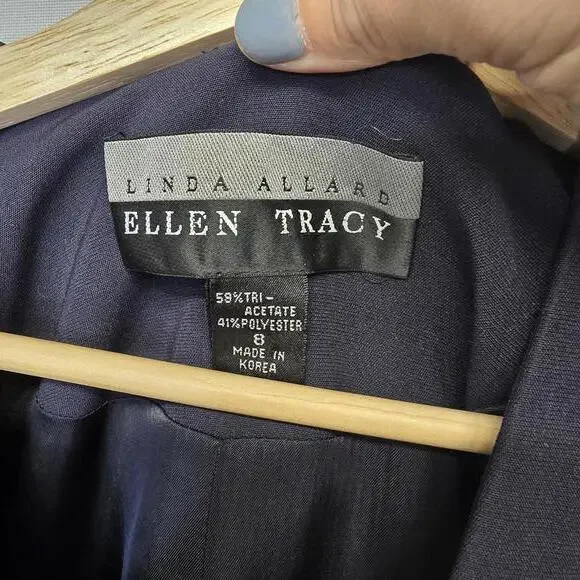 LINDA ALLARD
ELLEN TRACY
59%TRI-
ACETATE
41%POLYESTER
8
MADE IN
KOREA